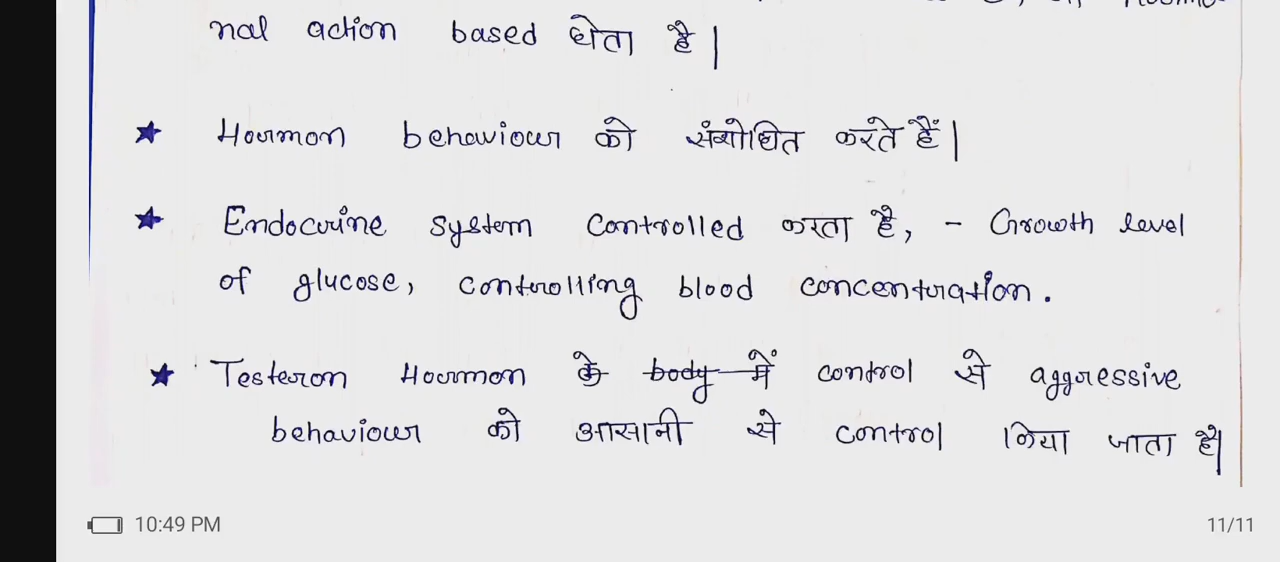 nal action based होता है|
★ Hormon behaviour को संशोधित करते हैं|
★ Endocrine system controlled करता है, - Growth level
of glucose, controlling blood concentration.
★ Testeron Hormon के body में control से aggressive
behaviour को आसानी से control किया जाता है|
10:49 PM
11/11